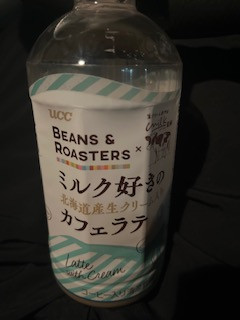 ucc
BEANS &
ROASTERS ×
ミルク好きの
北海道産生クリーム
カフェラテ
Latte
with Cream